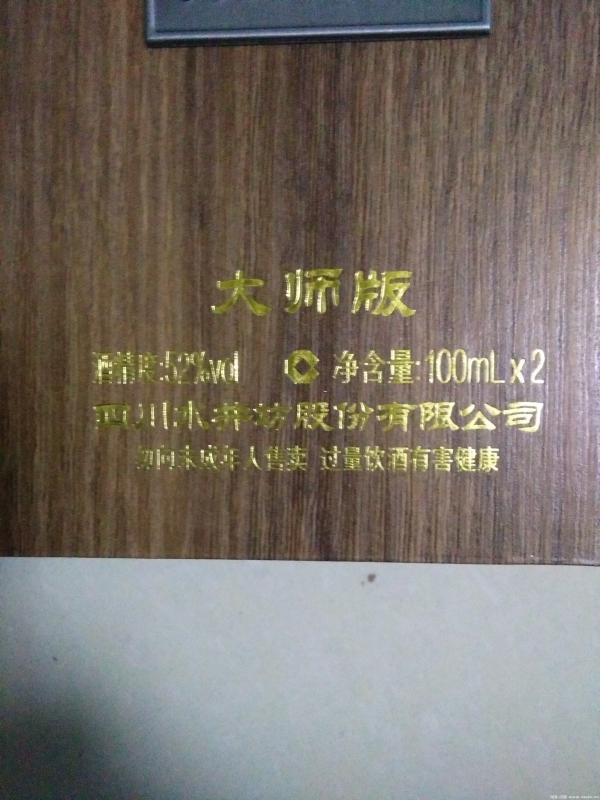 大师版
酒精度:52%vol 净含量:100mL x 2
四川水井坊股份有限公司
勿向未成年人售卖 过量饮酒有害健康